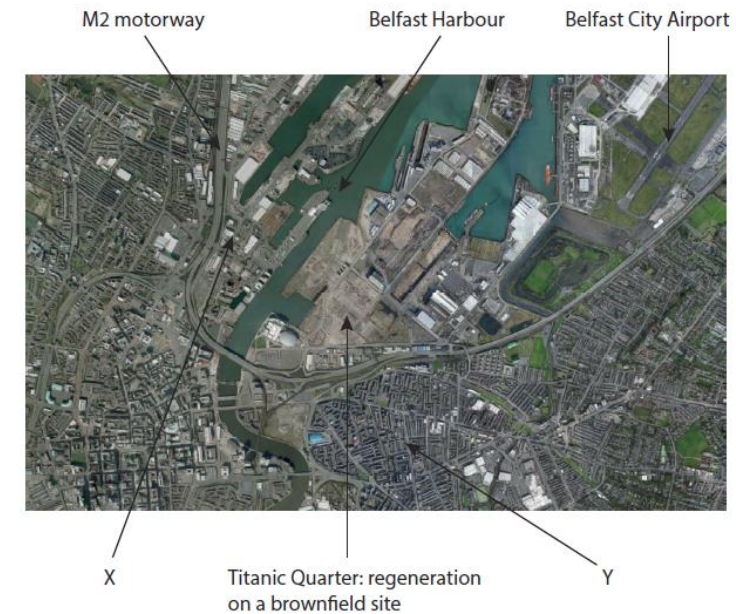 M2 motorway
Belfast Harbour
Belfast City Airport
X
Titanic Quarter: regeneration
on a brownfield site
Y